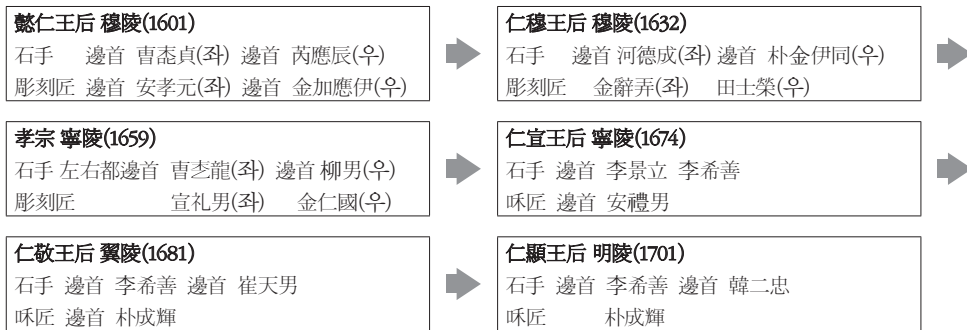 懿仁王后 穆陵(1601)
石手 邊首 曺孝貞(좌) 邊首 芮應辰(우)
彫刻匠 邊首 安孝元(좌) 邊首 金加應伊(우)
仁穆王后 穆陵(1632)
石手 邊首 河德成(좌) 邊首 朴金伊同(우)
彫刻匠 金辭弄(좌) 田士榮(우)
孝宗 寧陵(1659)
石手 左右都邊首 龍(좌) 邊首 柳男(우)
彫刻匠 宣礼男(좌) 金仁國(우)
仁宣王后 寧陵(1674)
石手 邊首 李景立 李希善
啄匠 邊首 安禮男
仁敬王后 翼陵(1681)
石手 邊首 李希善 邊首 崔天男
啄匠 邊首 朴成輝
仁顯王后 明陵(1701)
石手 邊首 李希善 邊首 韓二忠
啄匠 朴成輝